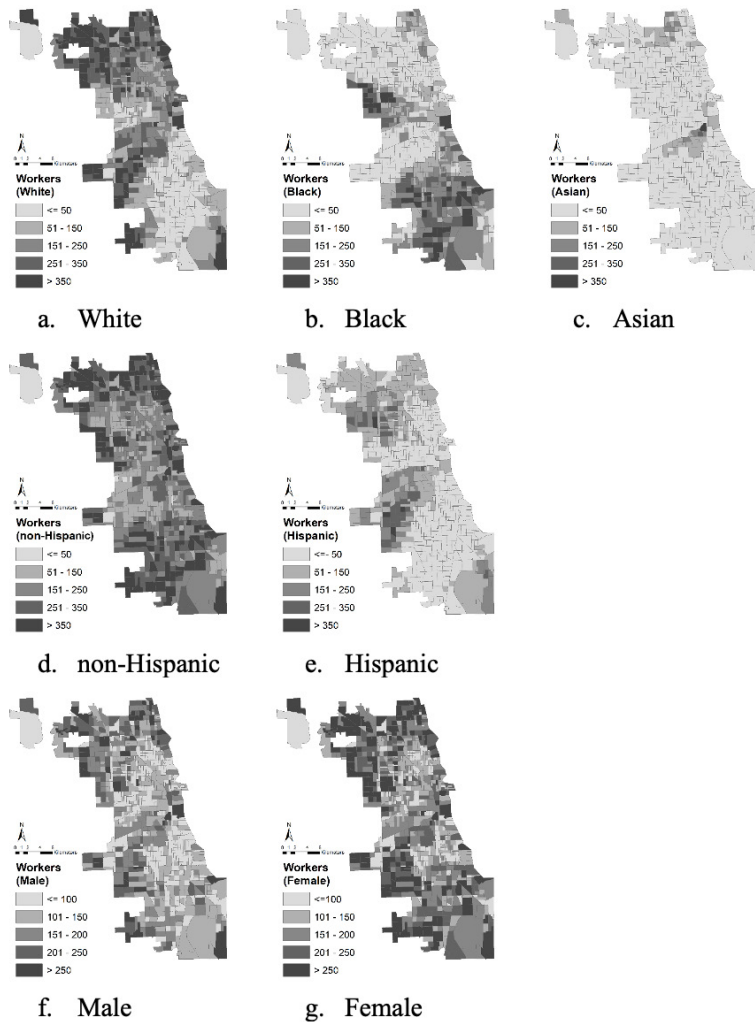 N
Workers
(White)
<= 50
51 - 150
151 - 250
251 - 350
> 350
a. White
N
Workers
(Black)
<= 50
51 - 150
151 - 250
251 - 350
> 350
b. Black
N
Workers
(Asian)
<= 50
51 - 150
151 - 250
251 - 350
> 350
c. Asian
N
Workers
(non-Hispanic)
<= 50
51 - 150
151 - 250
251 - 350
> 350
d. non-Hispanic
N
Workers
(Hispanic)
<= 50
51 - 150
151 - 250
251 - 350
> 350
e. Hispanic
N
Workers
(Male)
<= 100
101 - 150
151 - 200
201 - 250
> 250
f. Male
N
Workers
(Female)
<=100
101 - 150
151 - 200
201 - 250
> 250
g. Female